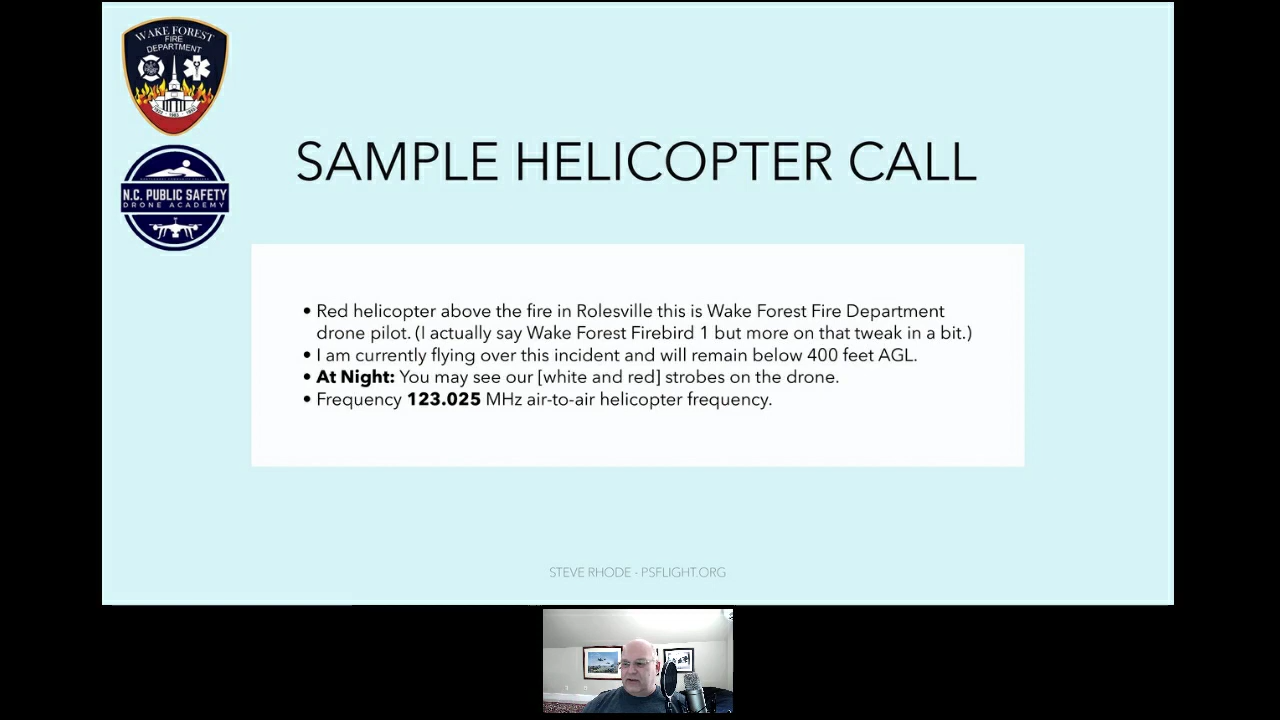 WAKE FOREST
FIRE
DEPARTMENT
N.C. PUBLIC SAFETY
DRONE ACADEMY
SAMPLE HELICOPTER CALL
• Red helicopter above the fire in Rolesville this is Wake Forest Fire Department
drone pilot. (I actually say Wake Forest Firebird 1 but more on that tweak in a bit.)
• I am currently flying over this incident and will remain below 400 feet AGL.
• At Night: You may see our [white and red] strobes on the drone.
• Frequency 123.025 MHz air-to-air helicopter frequency.
STEVE RHODE - PSFLIGHT.ORG